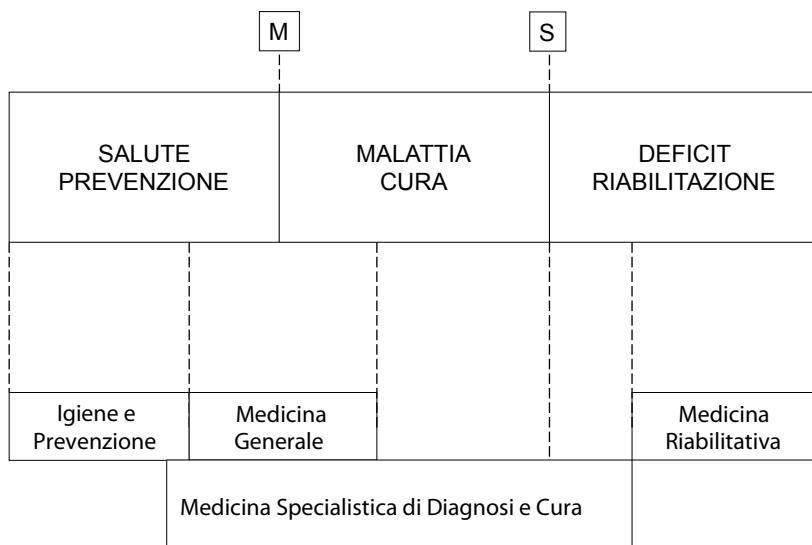 M
S
SALUTE
PREVENZIONE
MALATTIA
CURA
DEFICIT
RIABILITAZIONE
Igiene e
Prevenzione
Medicina
Generale
Medicina
Riabilitativa
Medicina Specialistica di Diagnosi e Cura